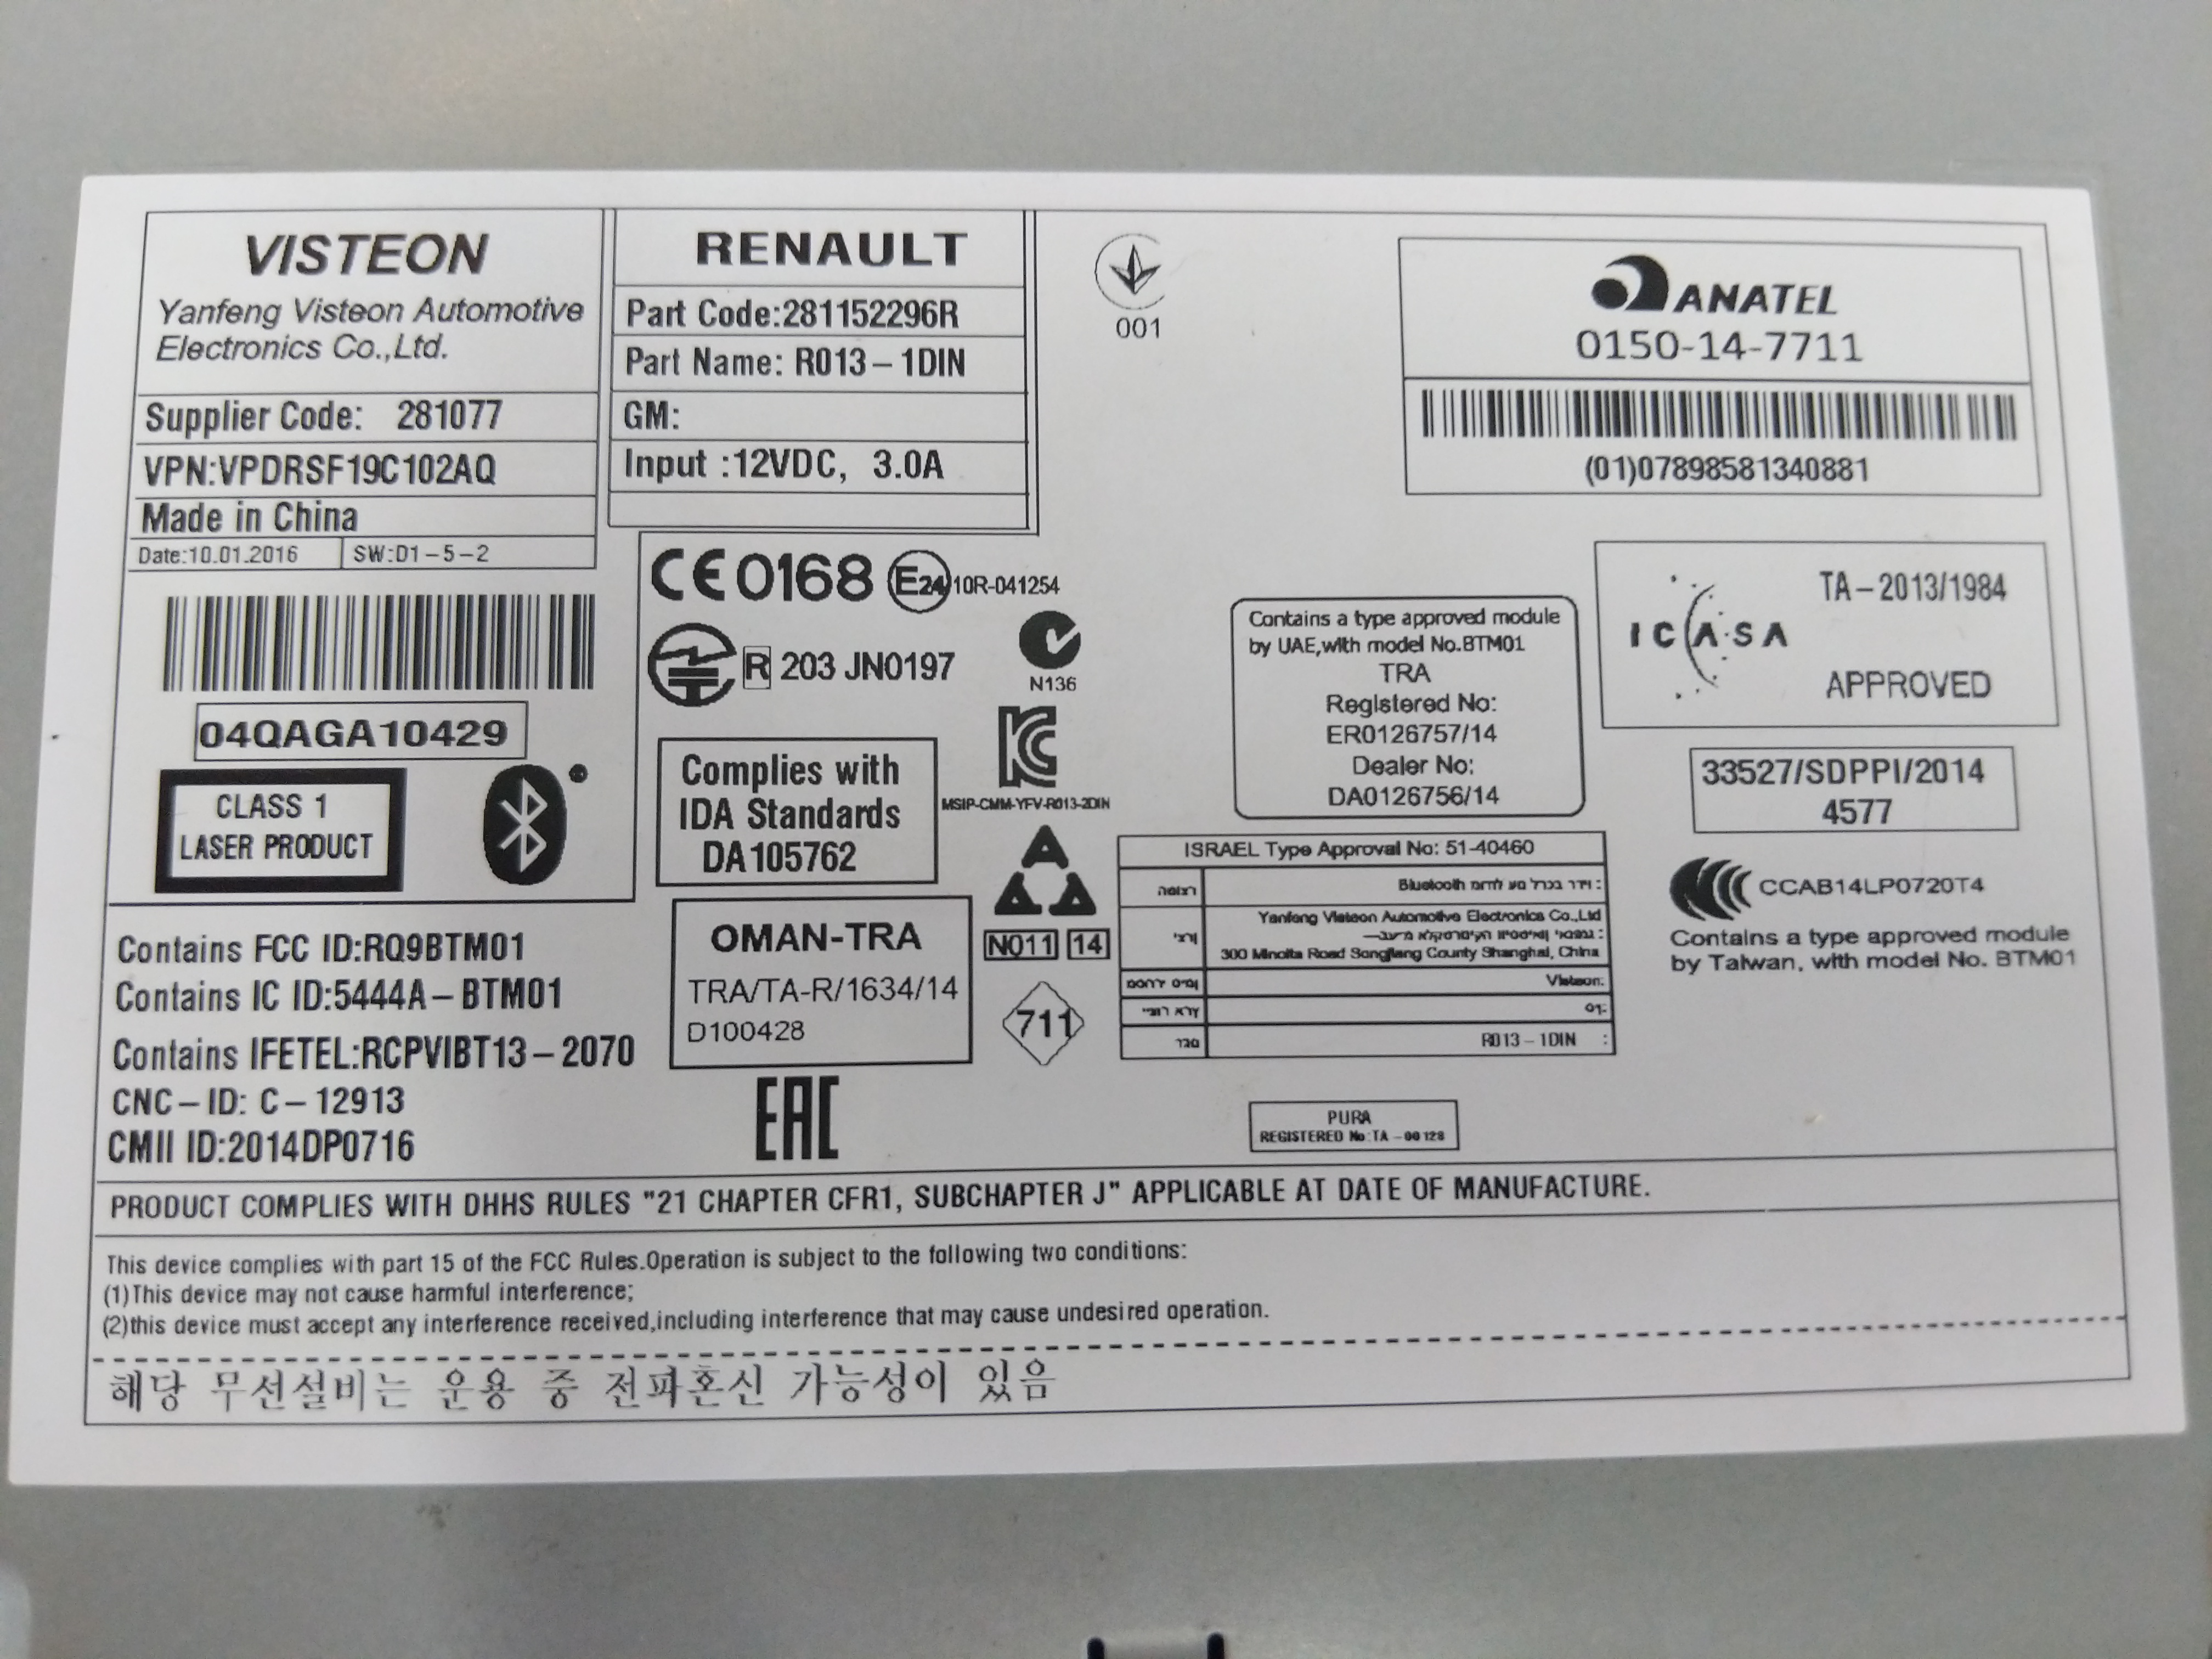 VISTEON
Yanfeng Visteon Automotive
Electronics Co.,Ltd.
Supplier Code: 281077
VPN:VPDRSF19C102AQ
Made in China
Date:10.01.2016 SW:D1-5-2
04QAGA10429
CLASS 1
LASER PRODUCT
RENAULT
Part Code:281152296R
Part Name: R013-1DIN
GM:
Input :12VDC, 3.0A
001
ANATEL
0150-14-7711
(01)07898581340881
CE0168 E24 10R-041254
R 203 JN0197
N136
MSIP-CMM-YFV-R013-2DIN
Complies with
IDA Standards
DA105762
Contains a type approved module
by UAE,with model No.BTM01
TRA
Registered No:
ER0126757/14
Dealer No:
DA0126756/14
ICASA
TA-2013/1984
APPROVED
33527/SDPPI/2014
4577
CCAB14LP0720T4
Contains a type approved module
by Taiwan, with model No. BTM01
OMAN-TRA
TRA/TA-R/1634/14
D100428
A
N011 14
711
EAC
ISRAEL Type Approval No: 51-40460
Bluetooth
Yanfeng Visteon Automotive Electronics Co.,Ltd
300 Minolta Road Songjiang County Shanghai, China
Visteon:
R013-1DIN :
PURA
REGISTERED No:TA-00128
Contains FCC ID:RQ9BTM01
Contains IC ID:5444A-BTM01
Contains IFETEL:RCPVIBT13-2070
CNC-ID: C-12913
CMII ID:2014DP0716
PRODUCT COMPLIES WITH DHHS RULES "21 CHAPTER CFR1, SUBCHAPTER J" APPLICABLE AT DATE OF MANUFACTURE.
This device complies with part 15 of the FCC Rules.Operation is subject to the following two conditions:
(1)This device may not cause harmful interference;
(2)this device must accept any interference received,including interference that may cause undesired operation.
해당 무선설비는 운용 중 전파혼신 가능성이 있음